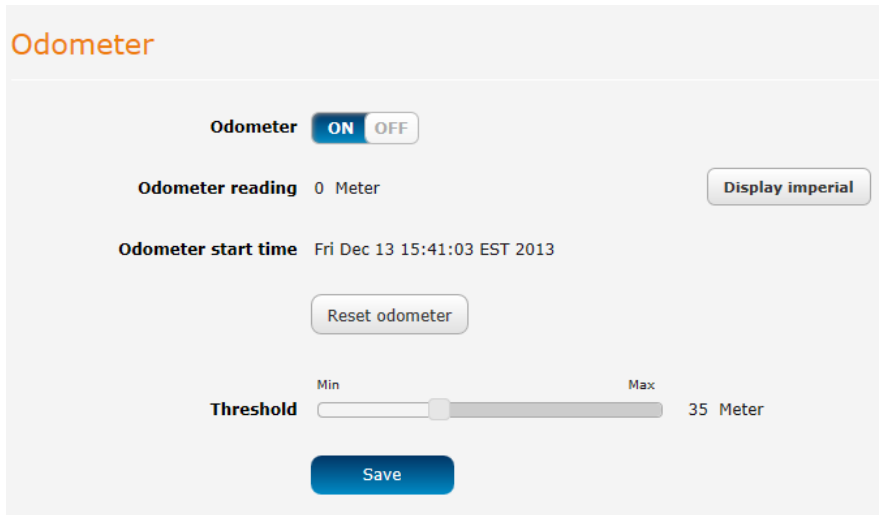 Odometer
Odometer ON OFF
Odometer reading 0 Meter Display imperial
Odometer start time Fri Dec 13 15:41:03 EST 2013
Reset odometer
Min Max
Threshold 35 Meter
Save